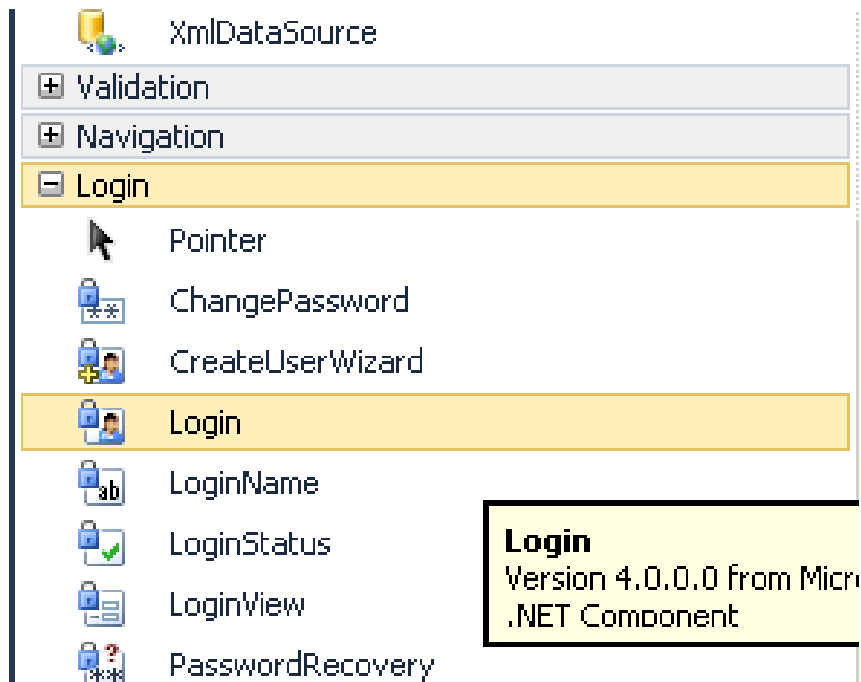 XmlDataSource
Validation
Navigation
Login
Pointer
ChangePassword
CreateUserWizard
Login
LoginName
ab
LoginStatus
LoginView
PasswordRecovery
Login
Version 4.0.0.0 from Micr
.NET Component